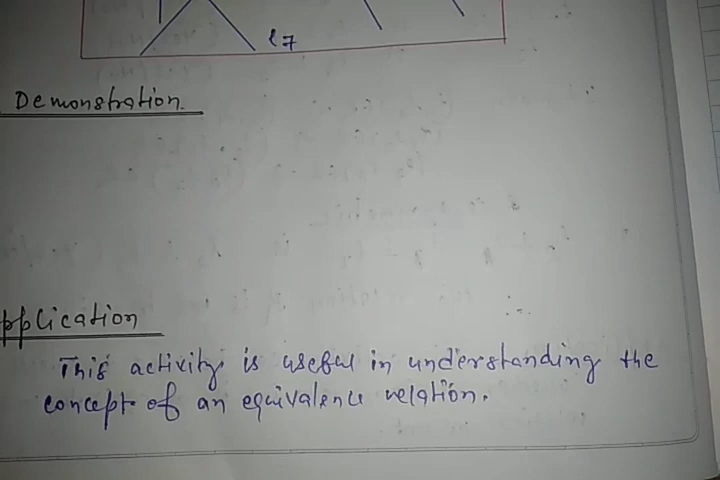 l7
Demonstration.
pplication
This activity is useful in understanding the
concept of an equivalence relation.